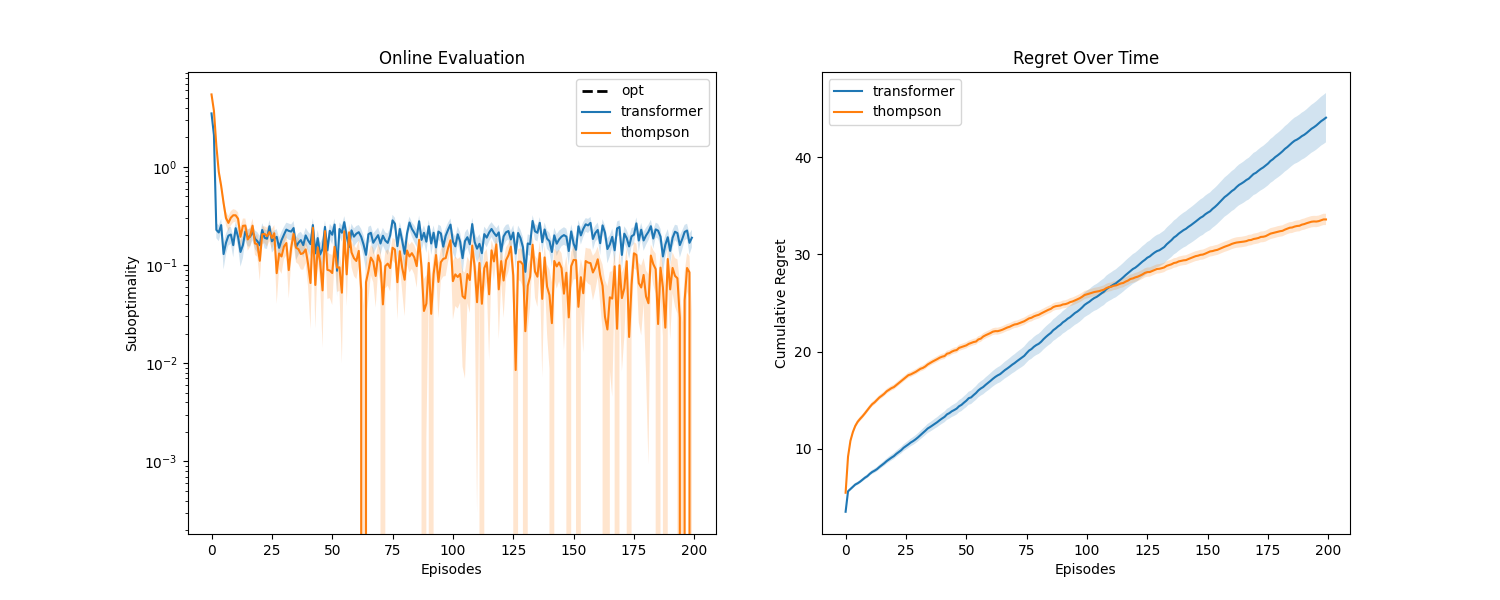 Online Evaluation
opt
transformer
thompson
10⁰
10⁻¹
10⁻²
10⁻³
Suboptimality
0 25 50 75 100 125 150 175 200
Episodes
Regret Over Time
transformer
thompson
40
30
20
10
Cumulative Regret
0 25 50 75 100 125 150 175 200
Episodes